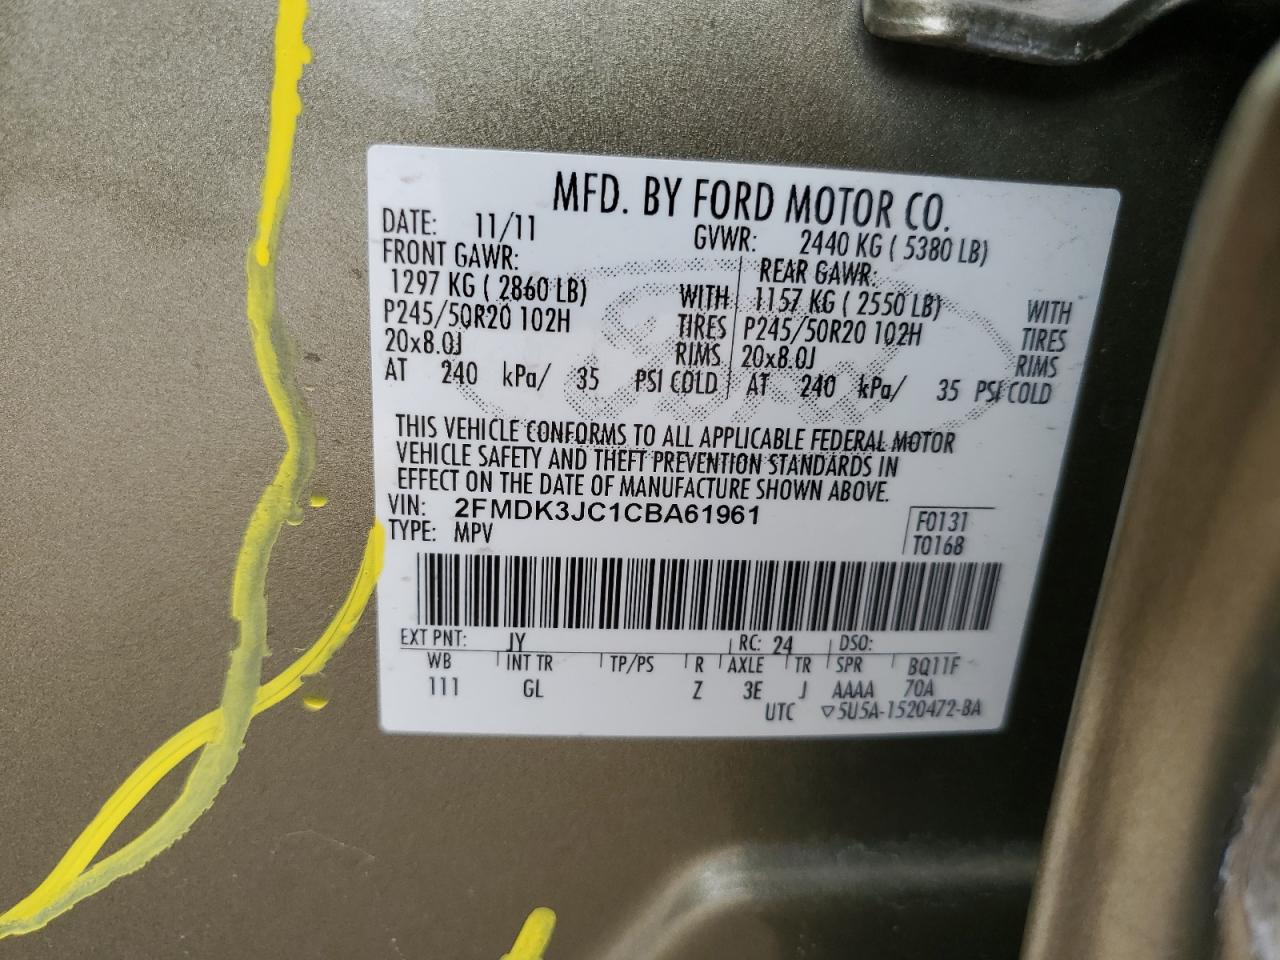 MFD. BY FORD MOTOR CO.
DATE: 11/11 GVWR: 2440 KG ( 5380 LB)
FRONT GAWR: REAR GAWR:
1297 KG ( 2860 LB) WITH 1157 KG ( 2550 LB) WITH
P245/50R20 102H TIRES P245/50R20 102H TIRES
20x8.0J RIMS 20x8.0J RIMS
AT 240 kPa/ 35 PSI COLD AT 240 kPa/ 35 PSI COLD
THIS VEHICLE CONFORMS TO ALL APPLICABLE FEDERAL MOTOR
VEHICLE SAFETY AND THEFT PREVENTION STANDARDS IN
EFFECT ON THE DATE OF MANUFACTURE SHOWN ABOVE.
VIN: 2FMDK3JC1CBA61961 F0131
TYPE: MPV T0168
EXT PNT: JY RC: 24 DSO:
WB INT TR TP/PS R AXLE TR SPR BQ11F
111 GL Z 3E J AAAA 70A
UTC ▽5U5A-1520472-BA